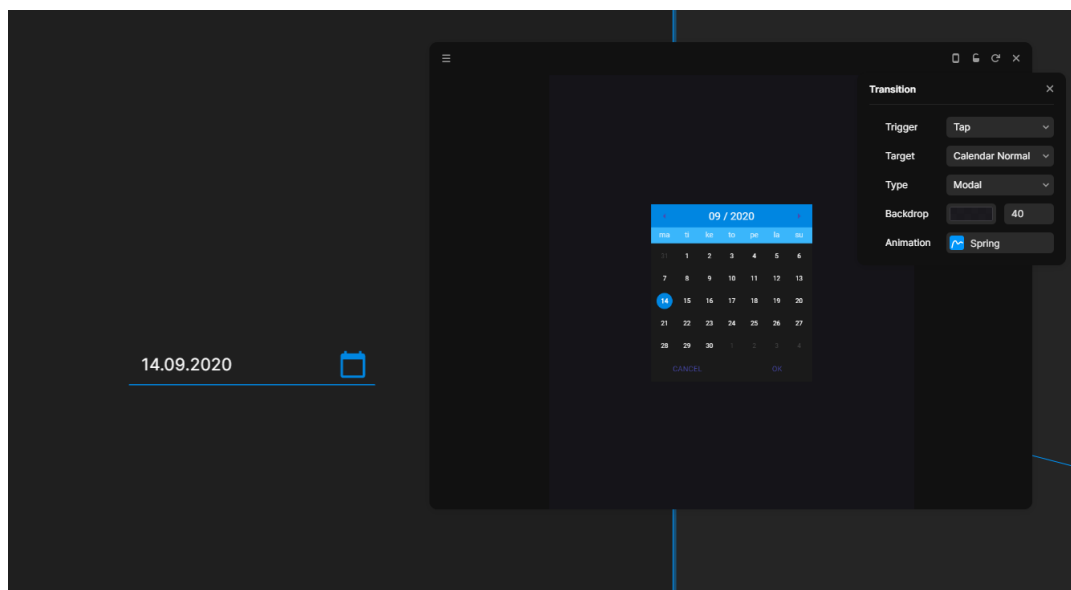 14.09.2020
09 / 2020
ma ti ke to pe la su
31 1 2 3 4 5 6
7 8 9 10 11 12 13
14 15 16 17 18 19 20
21 22 23 24 25 26 27
28 29 30 1 2 3 4
CANCEL OK
Transition
Trigger Tap
Target Calendar Normal
Type Modal
Backdrop 40
Animation Spring